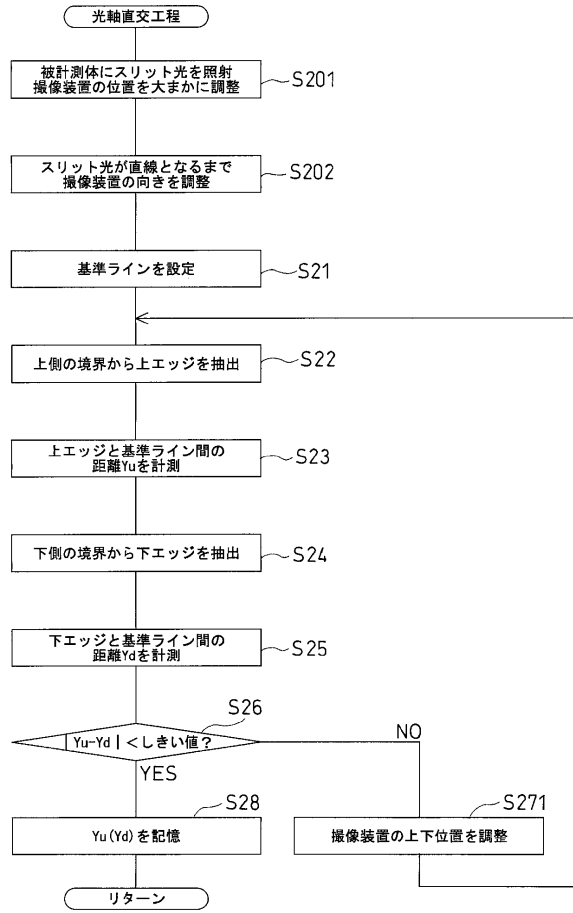 光軸直交工程
被計測体にスリット光を照射
撮像装置の位置を大まかに調整
S201
スリット光が直線となるまで
撮像装置の向きを調整
S202
基準ラインを設定
S21
上側の境界から上エッジを抽出
S22
上エッジと基準ライン間の
距離Yuを計測
S23
下側の境界から下エッジを抽出
S24
下エッジと基準ライン間の
距離Ydを計測
S25
S26
|Yu-Yd|<しきい値?
NO
YES
S28
Yu(Yd)を記憶
S271
撮像装置の上下位置を調整
リターン